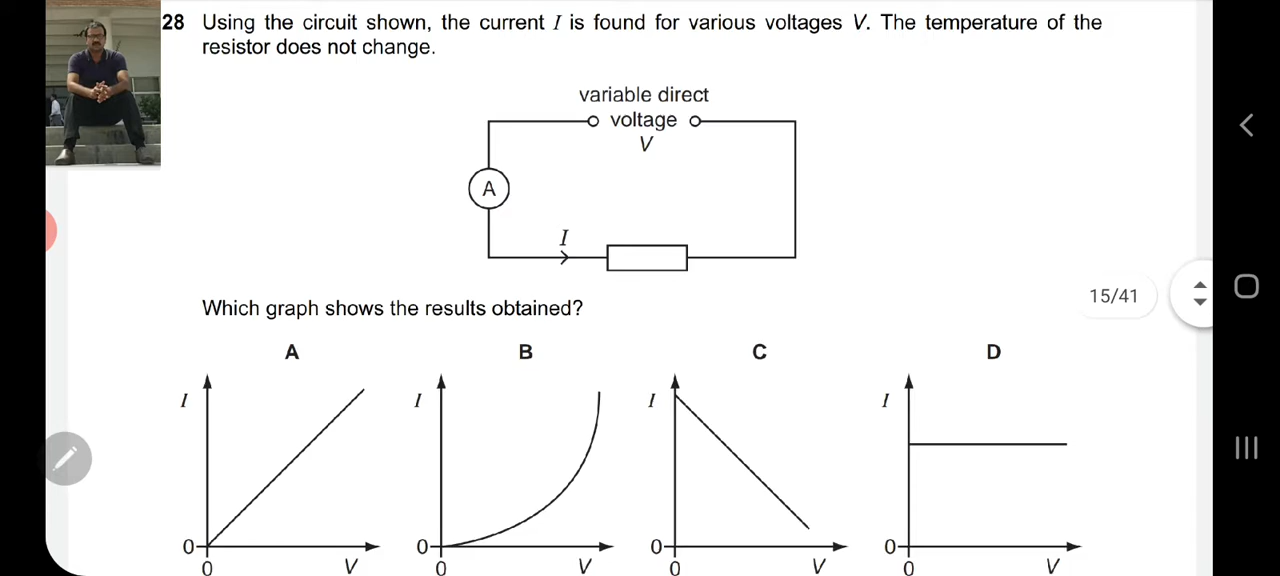 28 Using the circuit shown, the current I is found for various voltages V. The temperature of the
resistor does not change.
variable direct
voltage
V
A
I
15/41
Which graph shows the results obtained?
A B C D
I I I I
0 0 0 0
0 V 0 V 0 V 0 V